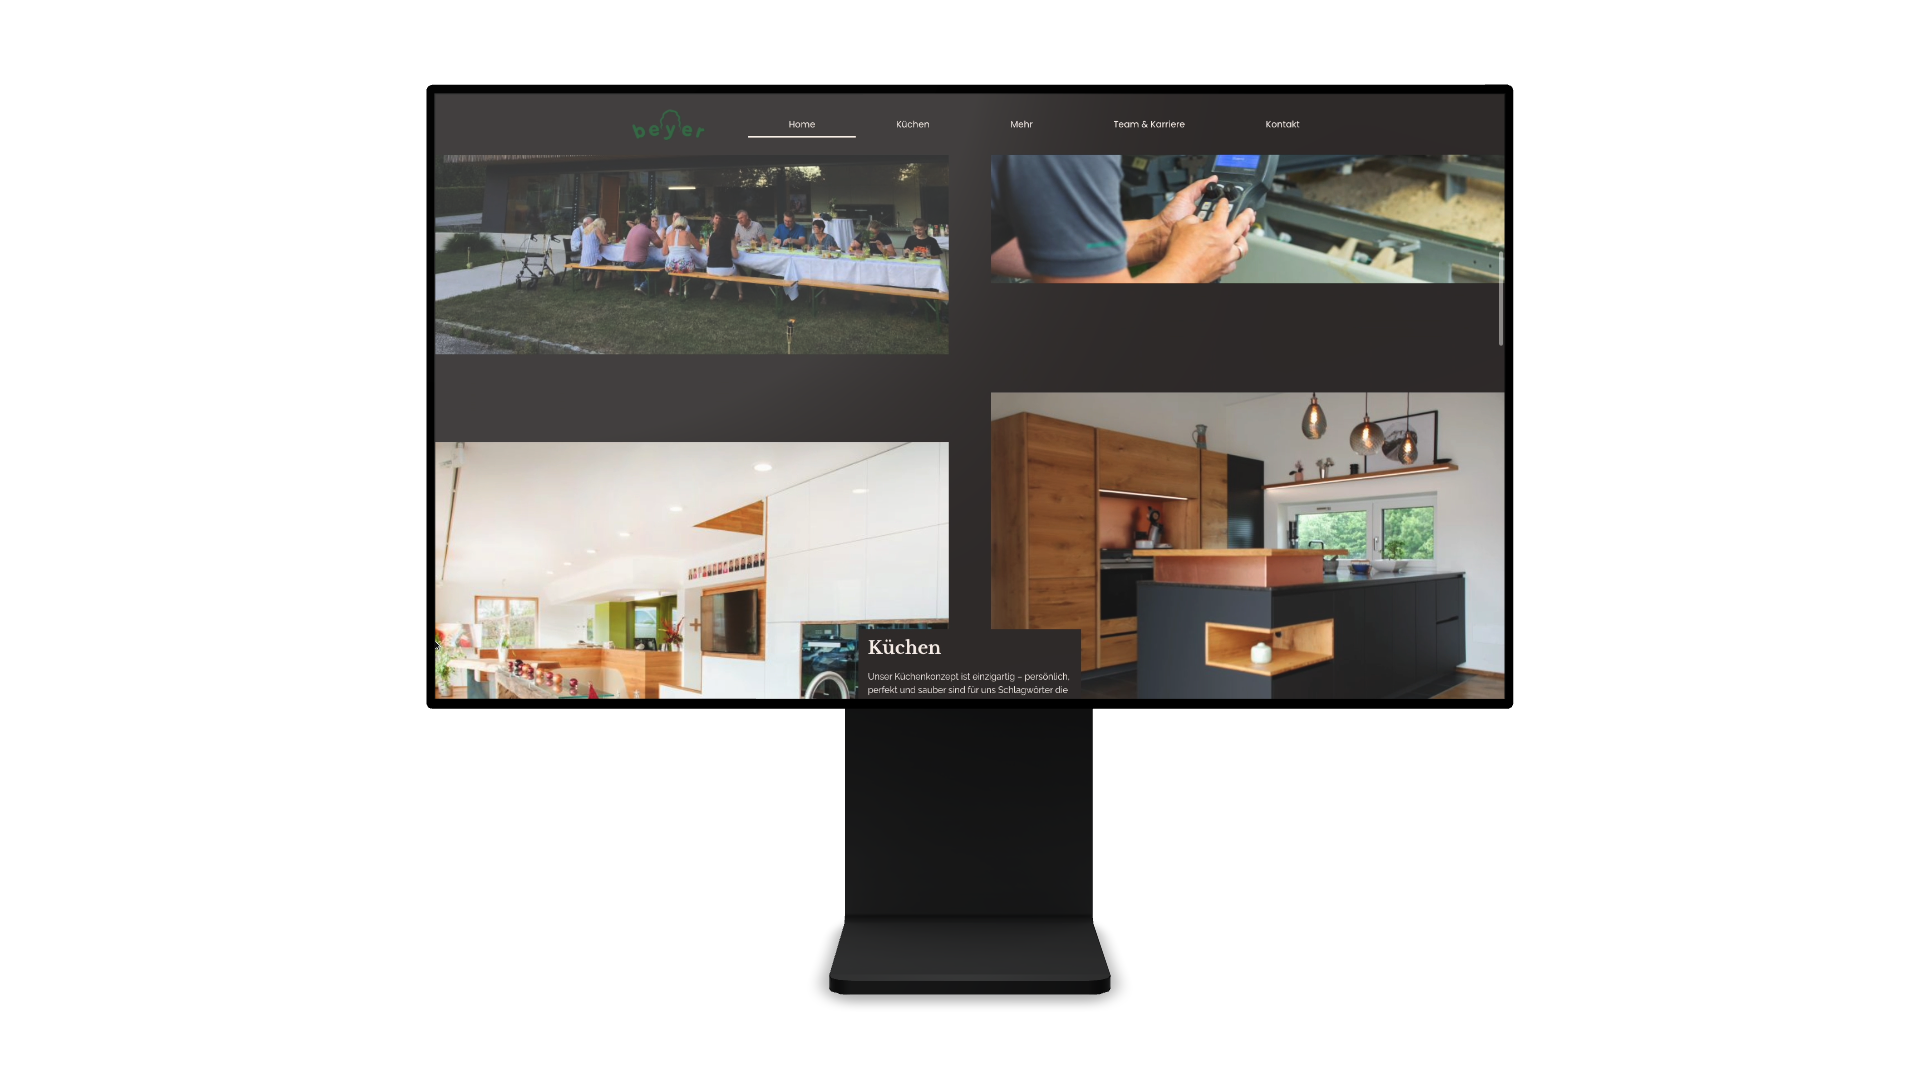 beyer
Home
Küchen
Mehr
Team & Karriere
Kontakt
Küchen
Unser Küchenkonzept ist einzigartig – persönlich,
perfekt und sauber sind für uns Schlagwörter die